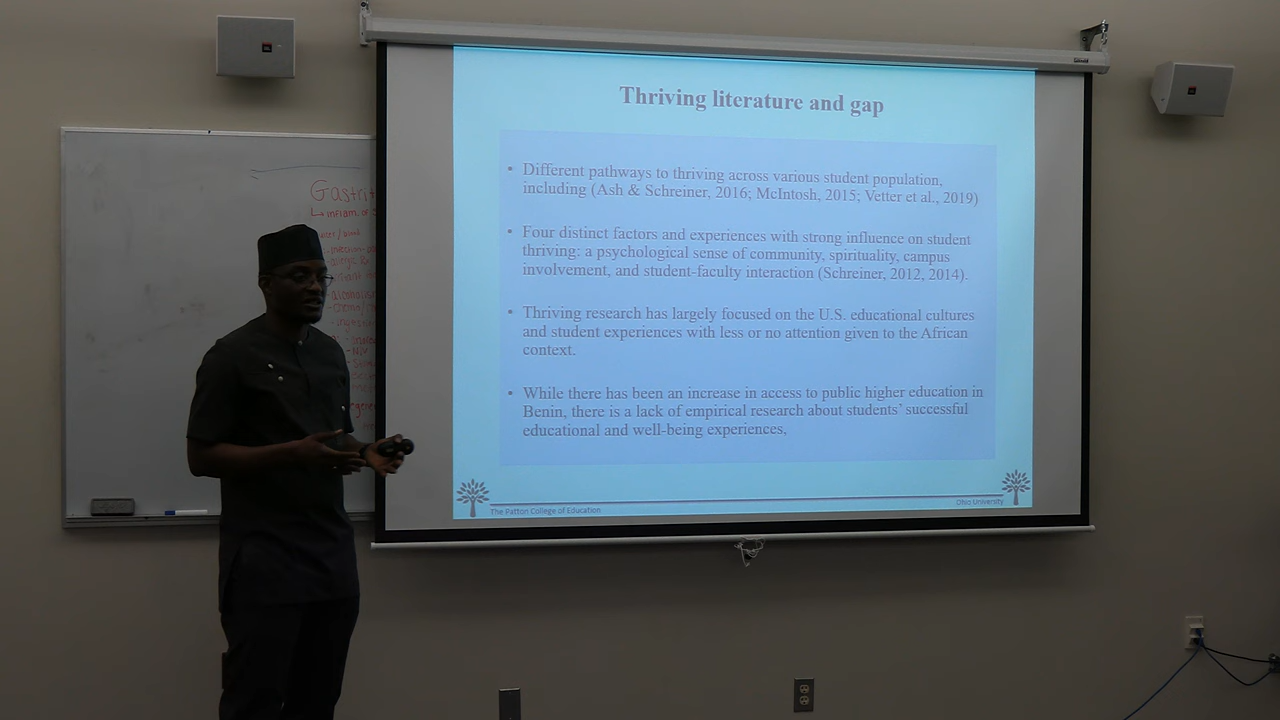 Thriving literature and gap
• Different pathways to thriving across various student population,
including (Ash & Schreiner, 2016; McIntosh, 2015; Vetter et al., 2019)
• Four distinct factors and experiences with strong influence on student
thriving: a psychological sense of community, spirituality, campus
involvement, and student-faculty interaction (Schreiner, 2012, 2014).
• Thriving research has largely focused on the U.S. educational cultures
and student experiences with less or no attention given to the African
context.
• While there has been an increase in access to public higher education in
Benin, there is a lack of empirical research about students' successful
educational and well-being experiences,
The Patton College of Education
Ohio University
Gastrit
↳ inflam. of